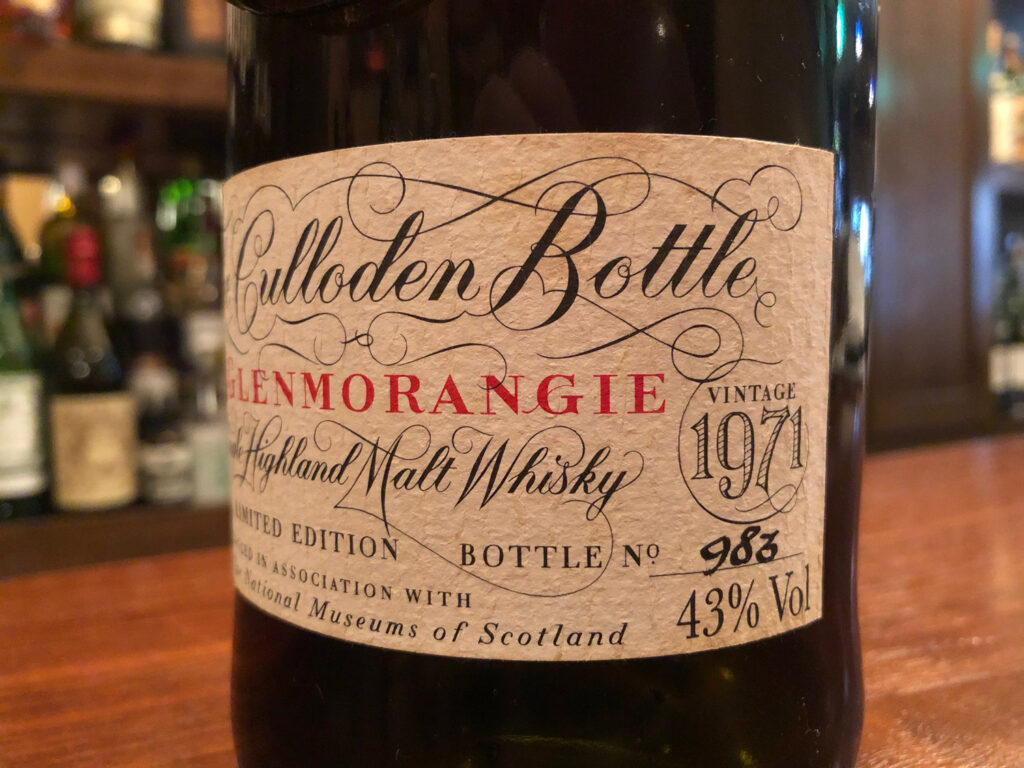 Culloden Bottle
GLENMORANGIE
Highland Malt Whisky
VINTAGE
1971
LIMITED EDITION
BOTTLE Nº 983
IN ASSOCIATION WITH
National Museums of Scotland
43% Vol